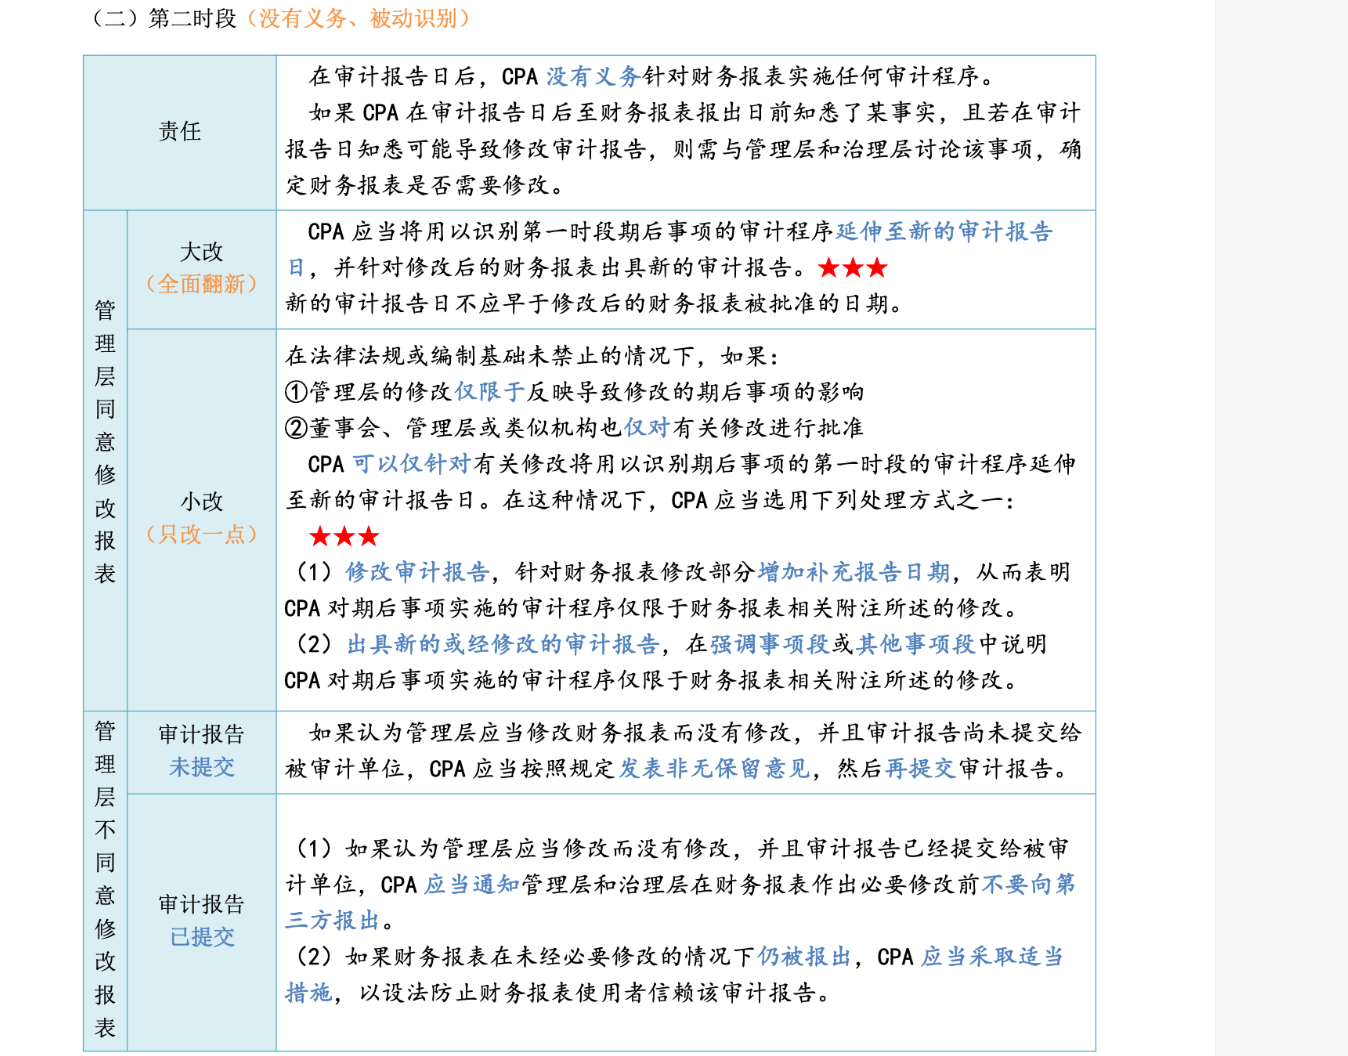 （二）第二时段（没有义务、被动识别）
责任
在审计报告日后，CPA 没有义务针对财务报表实施任何审计程序。
如果 CPA 在审计报告日后至财务报表报出日前知悉了某事实，且若在审计
报告日知悉可能导致修改审计报告，则需与管理层和治理层讨论该事项，确
定财务报表是否需要修改。
管理层同意修改报表
大改
（全面翻新）
CPA 应当将用以识别第一时段期后事项的审计程序延伸至新的审计报告
日，并针对修改后的财务报表出具新的审计报告。★★★
新的审计报告日不应早于修改后的财务报表被批准的日期。
小改
（只改一点）
在法律法规或编制基础未禁止的情况下，如果：
①管理层的修改仅限于反映导致修改的期后事项的影响
②董事会、管理层或类似机构也仅对有关修改进行批准
CPA 可以仅针对有关修改将用以识别期后事项的第一时段的审计程序延伸
至新的审计报告日。在这种情况下，CPA 应当选用下列处理方式之一：
★★★
（1）修改审计报告，针对财务报表修改部分增加补充报告日期，从而表明
CPA 对期后事项实施的审计程序仅限于财务报表相关附注所述的修改。
（2）出具新的或经修改的审计报告，在强调事项段或其他事项段中说明
CPA 对期后事项实施的审计程序仅限于财务报表相关附注所述的修改。
管理层不同意修改报表
审计报告
未提交
如果认为管理层应当修改财务报表而没有修改，并且审计报告尚未提交给
被审计单位，CPA 应当按照规定发表非无保留意见，然后再提交审计报告。
审计报告
已提交
（1）如果认为管理层应当修改而没有修改，并且审计报告已经提交给被审
计单位，CPA 应当通知管理层和治理层在财务报表作出必要修改前不要向第
三方报出。
（2）如果财务报表在未经必要修改的情况下仍被报出，CPA 应当采取适当
措施，以设法防止财务报表使用者信赖该审计报告。